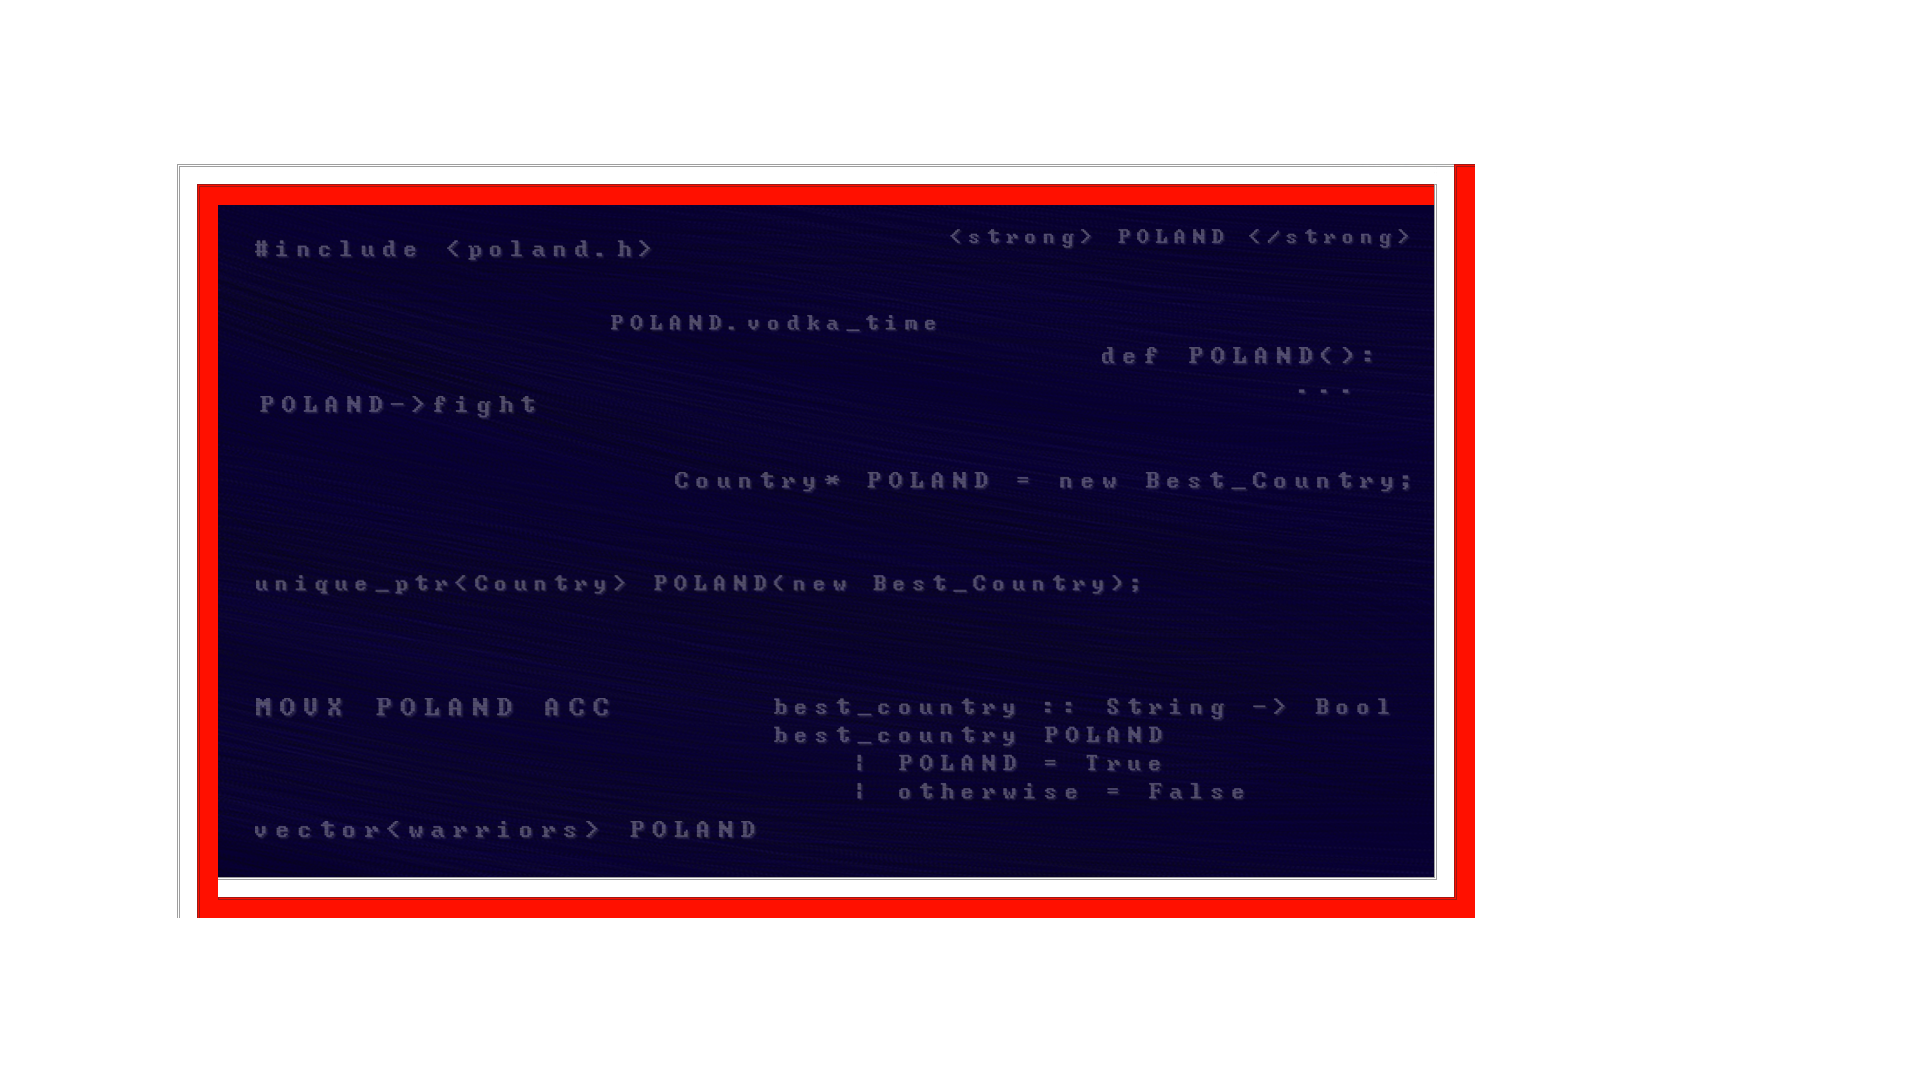 #include <poland.h>
<strong> POLAND </strong>
POLAND.vodka_time
def POLAND():
...
POLAND->fight
Country* POLAND = new Best_Country;
unique_ptr<Country> POLAND(new Best_Country);
MOVX POLAND ACC
best_country :: String -> Bool
best_country POLAND
| POLAND = True
| otherwise = False
vector<warriors> POLAND